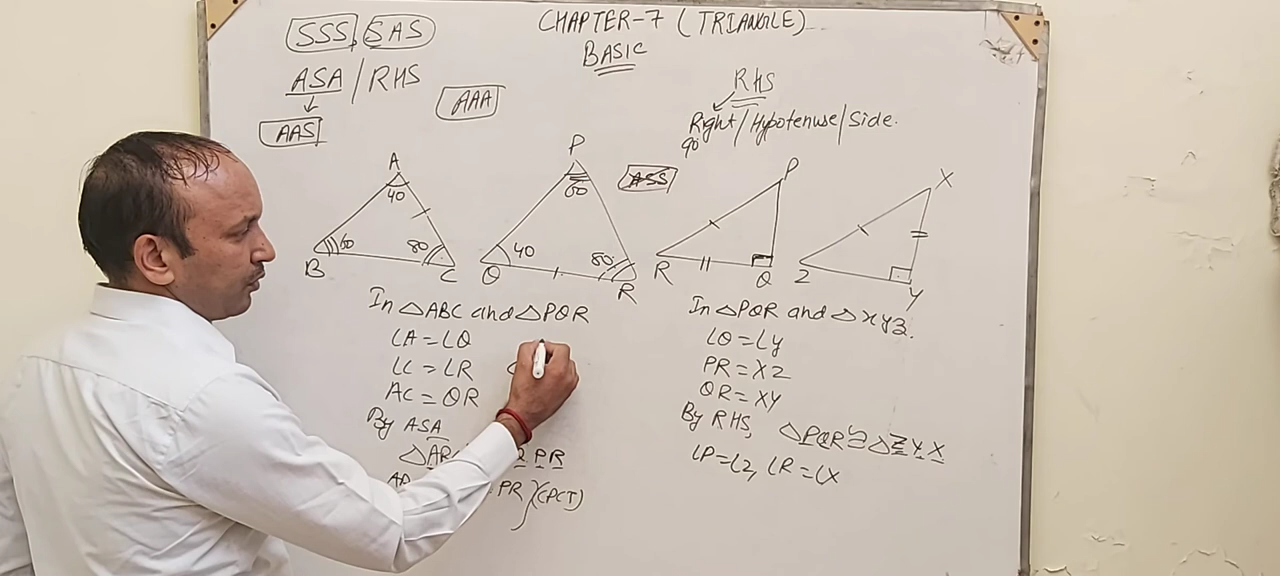 CHAPTER-7 (TRIANGLE)
BASIC
SSS, SAS
ASA / RHS
AAS
AAA
RHS
Right / Hypotenuse / Side.
90
ASS
A
40
B
60
80
C
P
60
Q
40
80
R
P
R
Q
X
Z
Y
In △ABC and △PQR
∠A = ∠Q
∠C = ∠R
AC = QR
By ASA
PR
PR }(CPCT)
In △PQR and △xyz.
∠Q = ∠y
PR = XZ
QR = XY
By RHS, △PQR ≅ △ZYX
∠P = ∠Z, ∠R = ∠X